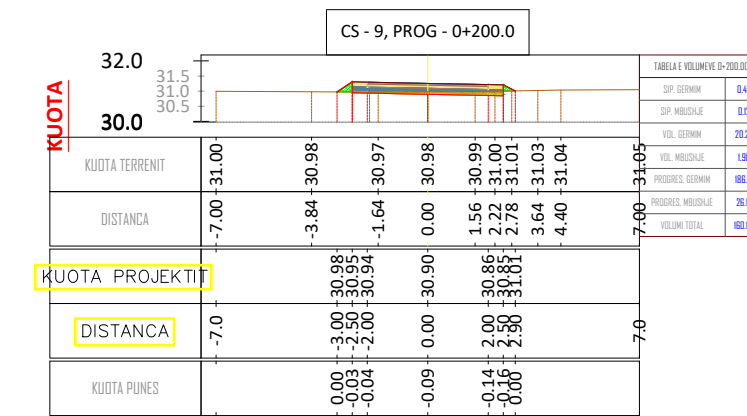 CS - 9, PROG - 0+200.0
KUOTA
32.0
31.5
31.0
30.5
30.0
KUOTA TERRENIT
31.00 30.98 30.97 30.98 30.99 31.00 31.01 31.03 31.04 31.05
DISTANCA
-7.00 -3.84 -1.64 0.00 1.56 2.22 2.78 3.64 4.40 7.00
KUOTA PROJEKTIT
30.98 30.95 30.94 30.90 30.86 30.85 31.01
DISTANCA
-7.0 -3.00 -2.50 -2.00 0.00 2.00 2.50 2.90 7.0
KUOTA PUNES
0.00 -0.03 -0.04 -0.09 -0.14 -0.16 0.00
TABELA E VOLUMEVE 0+200.00
SIP. GERMIM
SIP. MBUSHJE
VOL. GERMIM
VOL. MBUSHJE
PROGRES. GERMIM
PROGRES. MBUSHJE
VOLUMI TOTAL